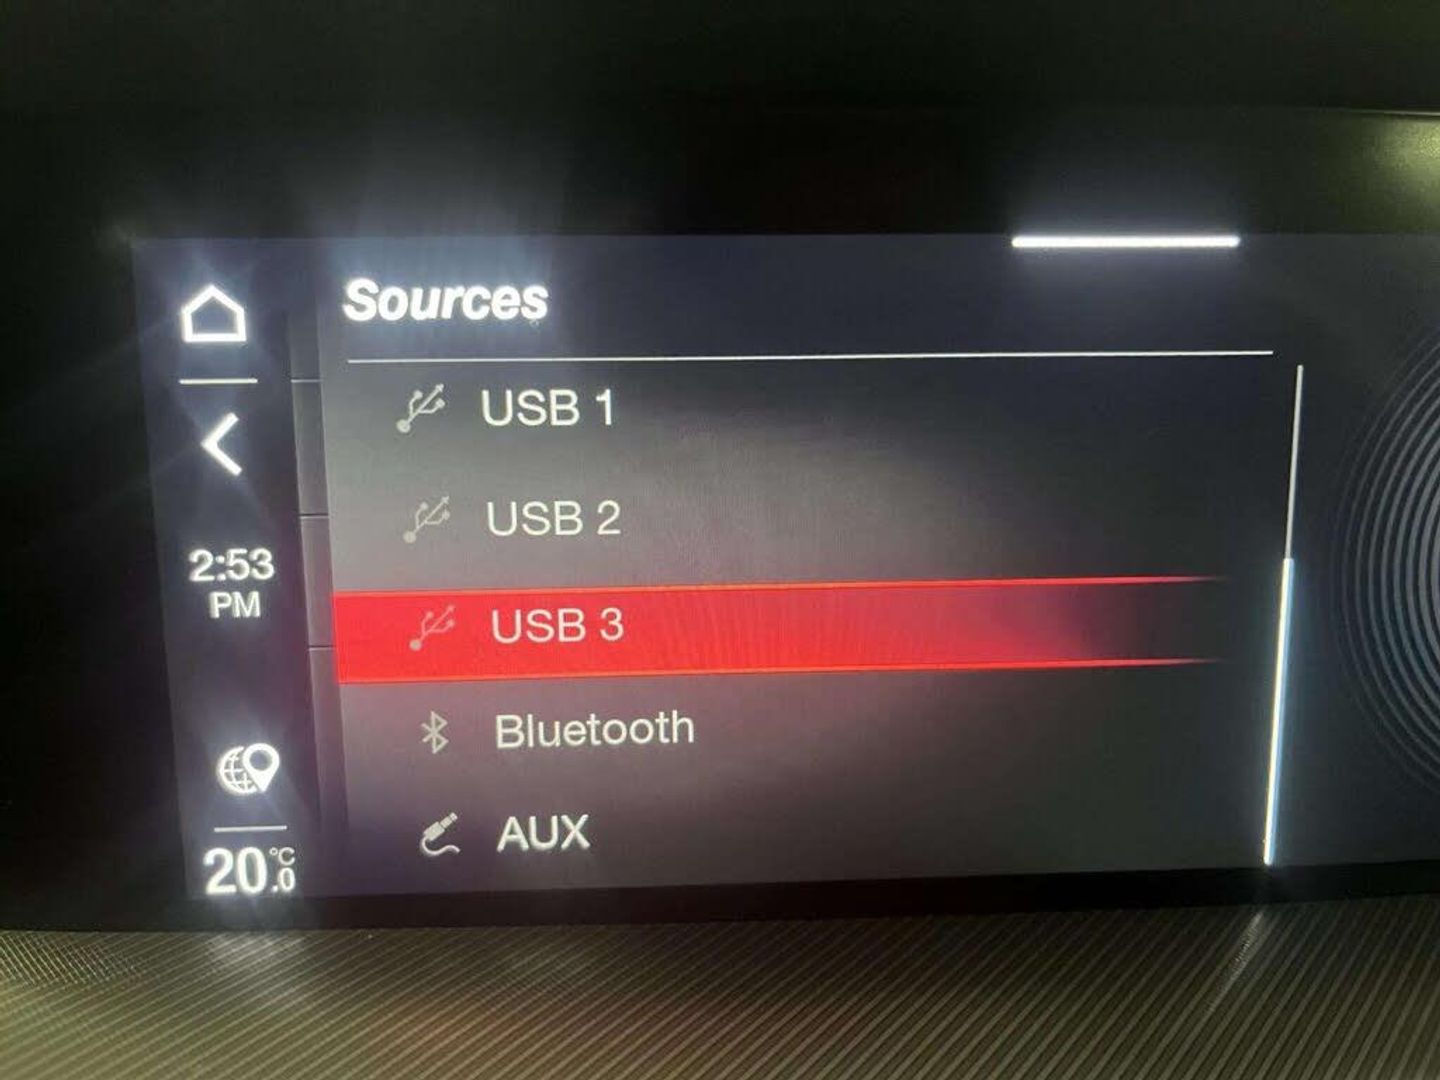 Sources
USB 1
USB 2
USB 3
Bluetooth
AUX
2:53
PM
20.0 °C